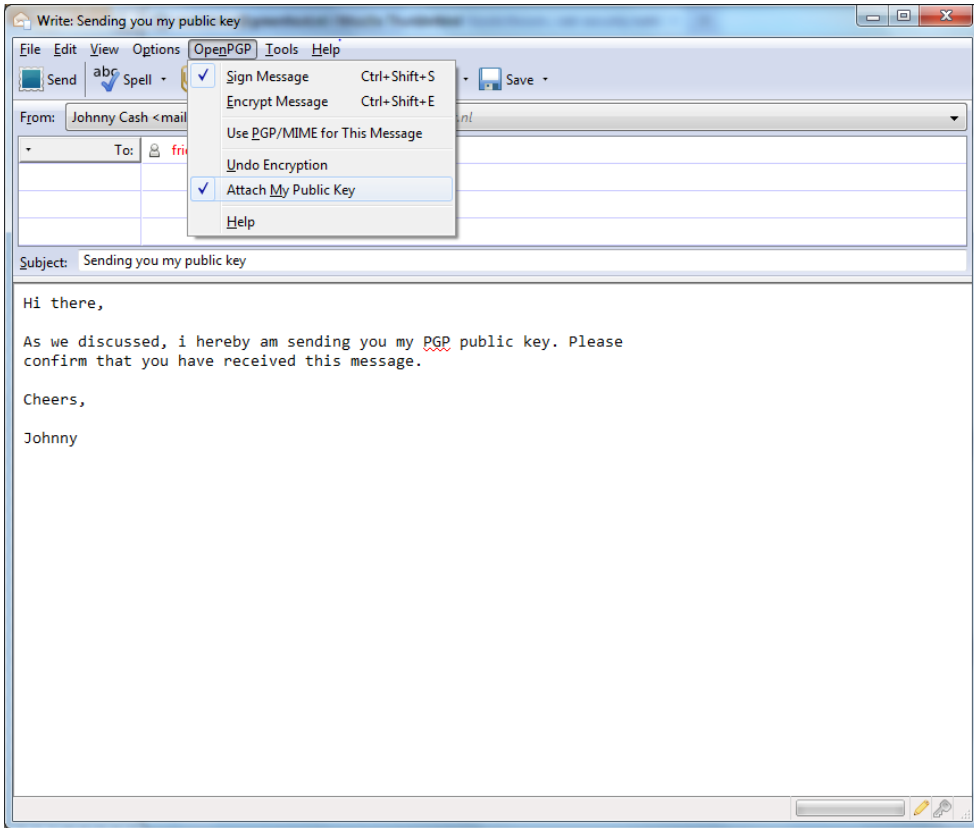 Write: Sending you my public key
File Edit View Options OpenPGP Tools Help
Send abc Spell Save
Sign Message Ctrl+Shift+S
Encrypt Message Ctrl+Shift+E
Use PGP/MIME for This Message
Undo Encryption
Attach My Public Key
Help
From: Johnny Cash <mail .nl
To: frie
Subject: Sending you my public key
Hi there,
As we discussed, i hereby am sending you my PGP public key. Please
confirm that you have received this message.
Cheers,
Johnny